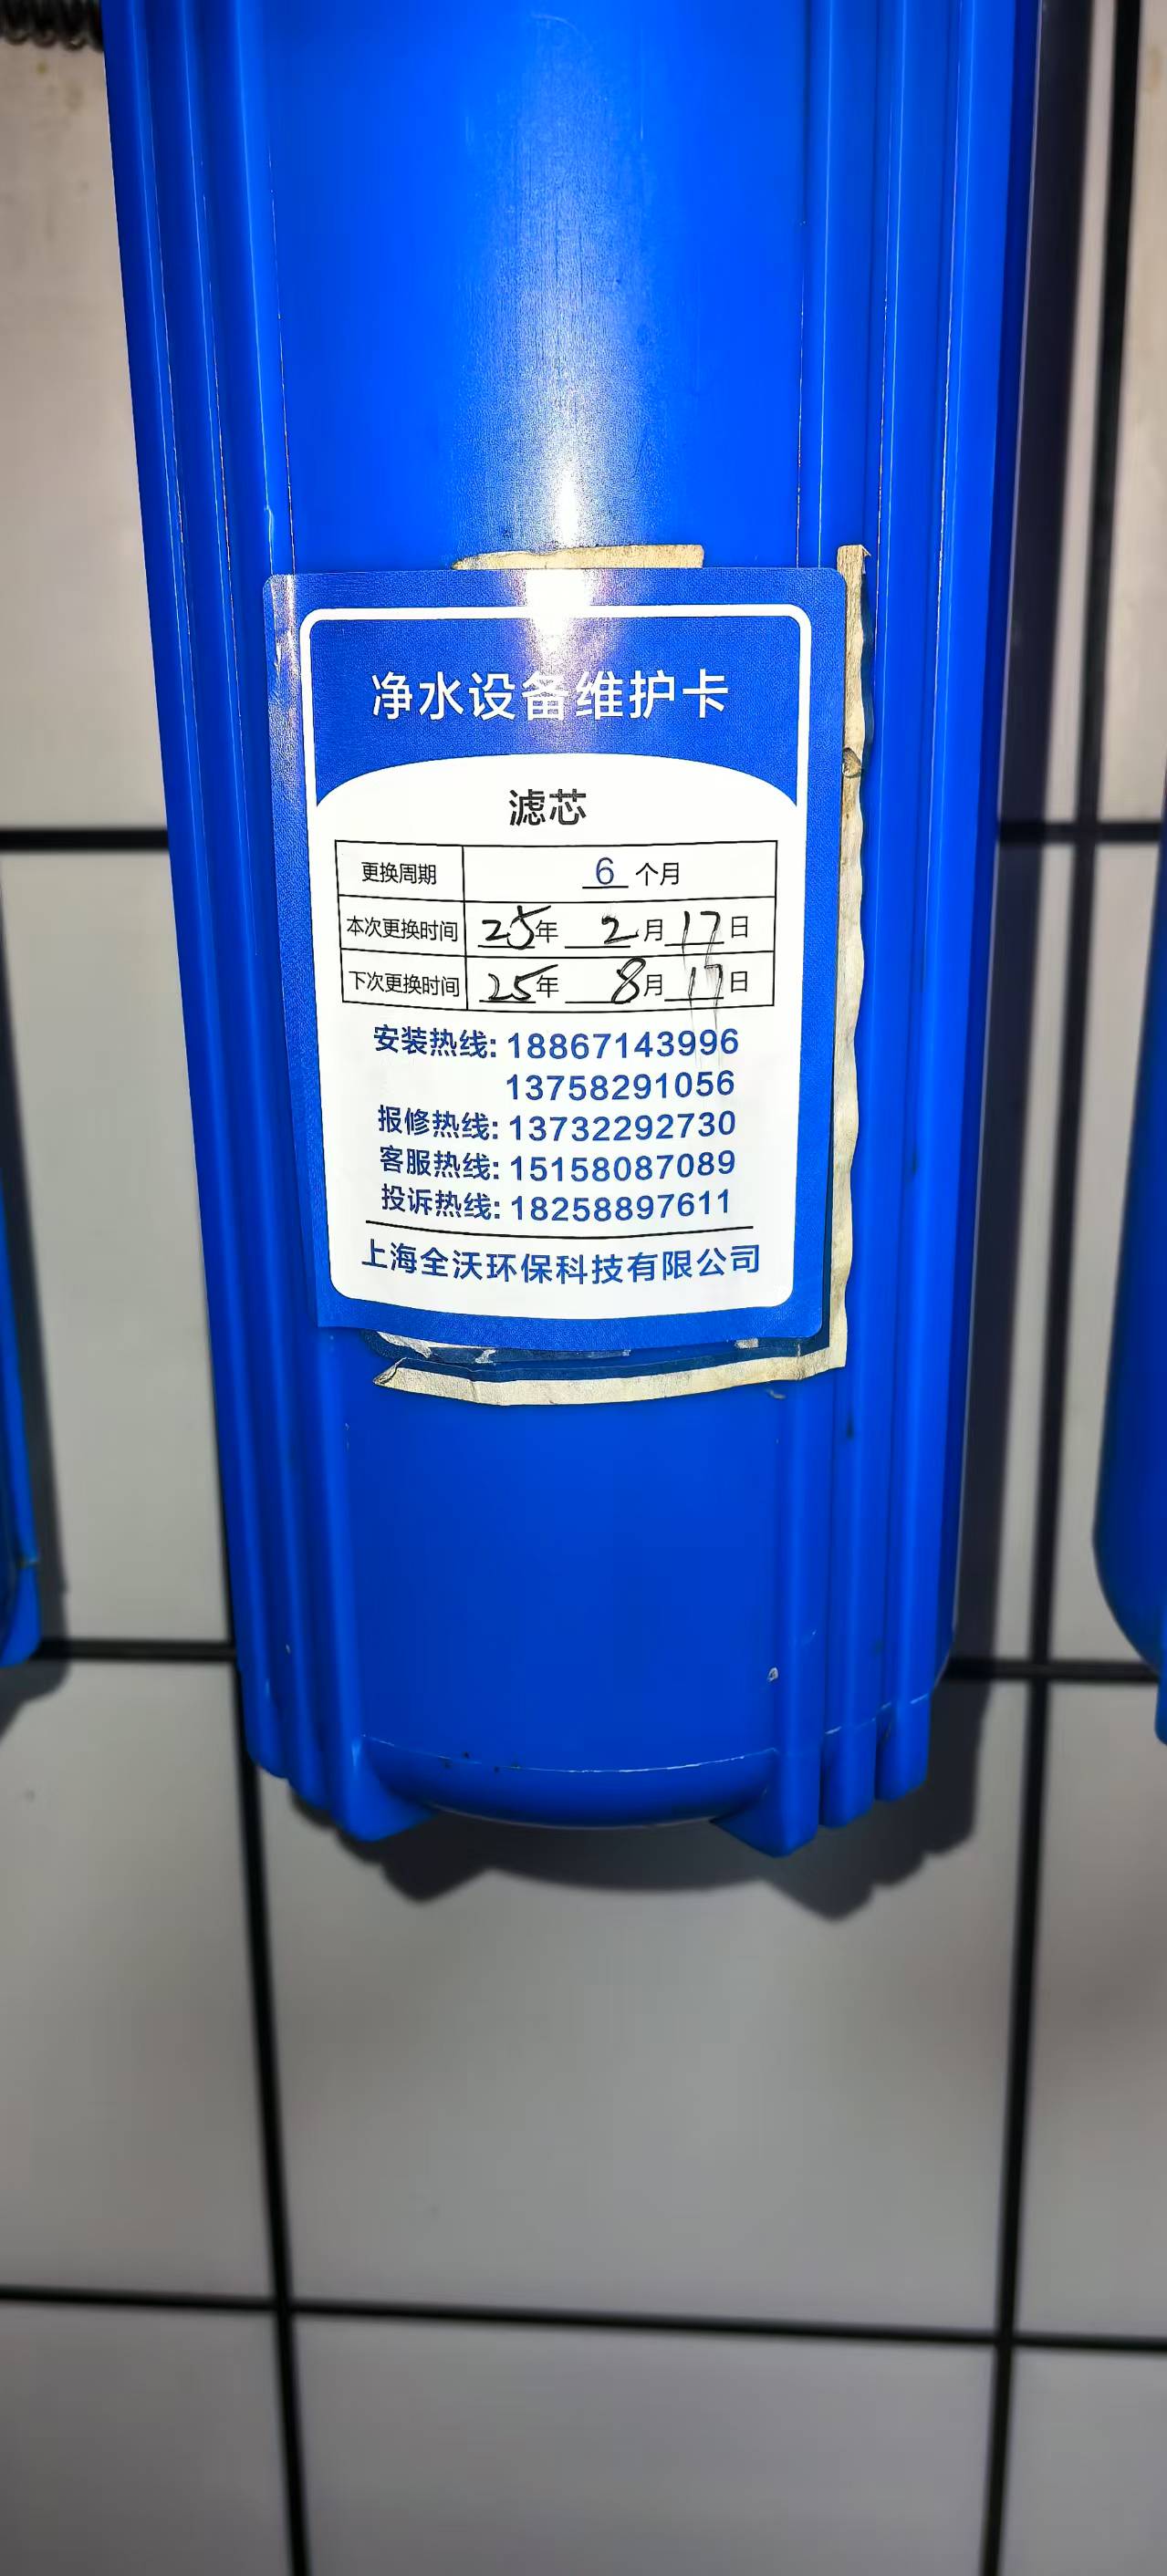 净水设备维护卡
滤芯
更换周期 6 个月
本次更换时间 25年 2月17日
下次更换时间 25年 8月17日
安装热线: 18867143996
13758291056
报修热线: 13732292730
客服热线: 15158087089
投诉热线: 18258897611
上海全沃环保科技有限公司